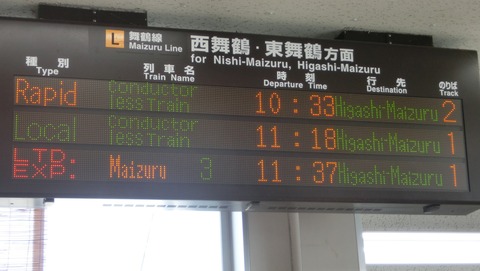 L 舞鶴線 西舞鶴・東舞鶴方面
Maizuru Line for Nishi-Maizuru, Higashi-Maizuru
種別 列車名 時刻 行先 のりば
Type Train Name Departure Time Destination Track
Rapid Conductor less Train 10:33 Higashi-Maizuru 2
Local Conductor less Train 11:18 Higashi-Maizuru 1
LTD. EXP. Maizuru 3 11:37 Higashi-Maizuru 1